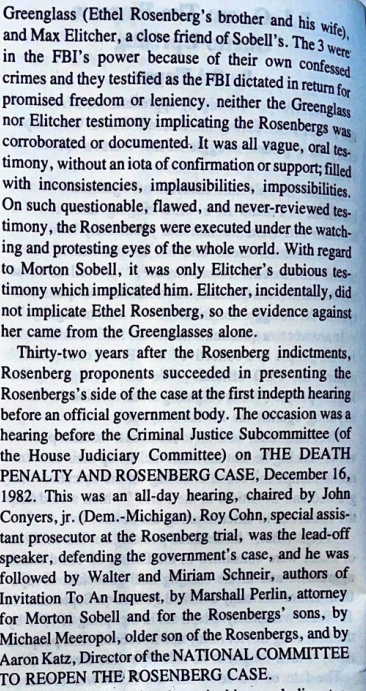 Greenglass (Ethel Rosenberg's brother and his wife),
and Max Elitcher, a close friend of Sobell's. The 3 were
in the FBI's power because of their own confessed
crimes and they testified as the FBI dictated in return for
promised freedom or leniency. neither the Greenglass
nor Elitcher testimony implicating the Rosenbergs was
corroborated or documented. It was all vague, oral tes-
timony, without an iota of confirmation or support; filled
with inconsistencies, implausibilities, impossibilities.
On such questionable, flawed, and never-reviewed tes-
timony, the Rosenbergs were executed under the watch-
ing and protesting eyes of the whole world. With regard
to Morton Sobell, it was only Elitcher's dubious tes-
timony which implicated him. Elitcher, incidentally, did
not implicate Ethel Rosenberg, so the evidence against
her came from the Greenglasses alone.
Thirty-two years after the Rosenberg indictments,
Rosenberg proponents succeeded in presenting the
Rosenbergs's side of the case at the first indepth hearing
before an official government body. The occasion was a
hearing before the Criminal Justice Subcommittee (of
the House Judiciary Committee) on THE DEATH
PENALTY AND ROSENBERG CASE, December 16,
1982. This was an all-day hearing, chaired by John
Conyers, jr. (Dem.-Michigan). Roy Cohn, special assis-
tant prosecutor at the Rosenberg trial, was the lead-off
speaker, defending the government's case, and he was
followed by Walter and Miriam Schneir, authors of
Invitation To An Inquest, by Marshall Perlin, attorney
for Morton Sobell and for the Rosenbergs' sons, by
Michael Meeropol, older son of the Rosenbergs, and by
Aaron Katz, Director of the NATIONAL COMMITTEE
TO REOPEN THE ROSENBERG CASE.